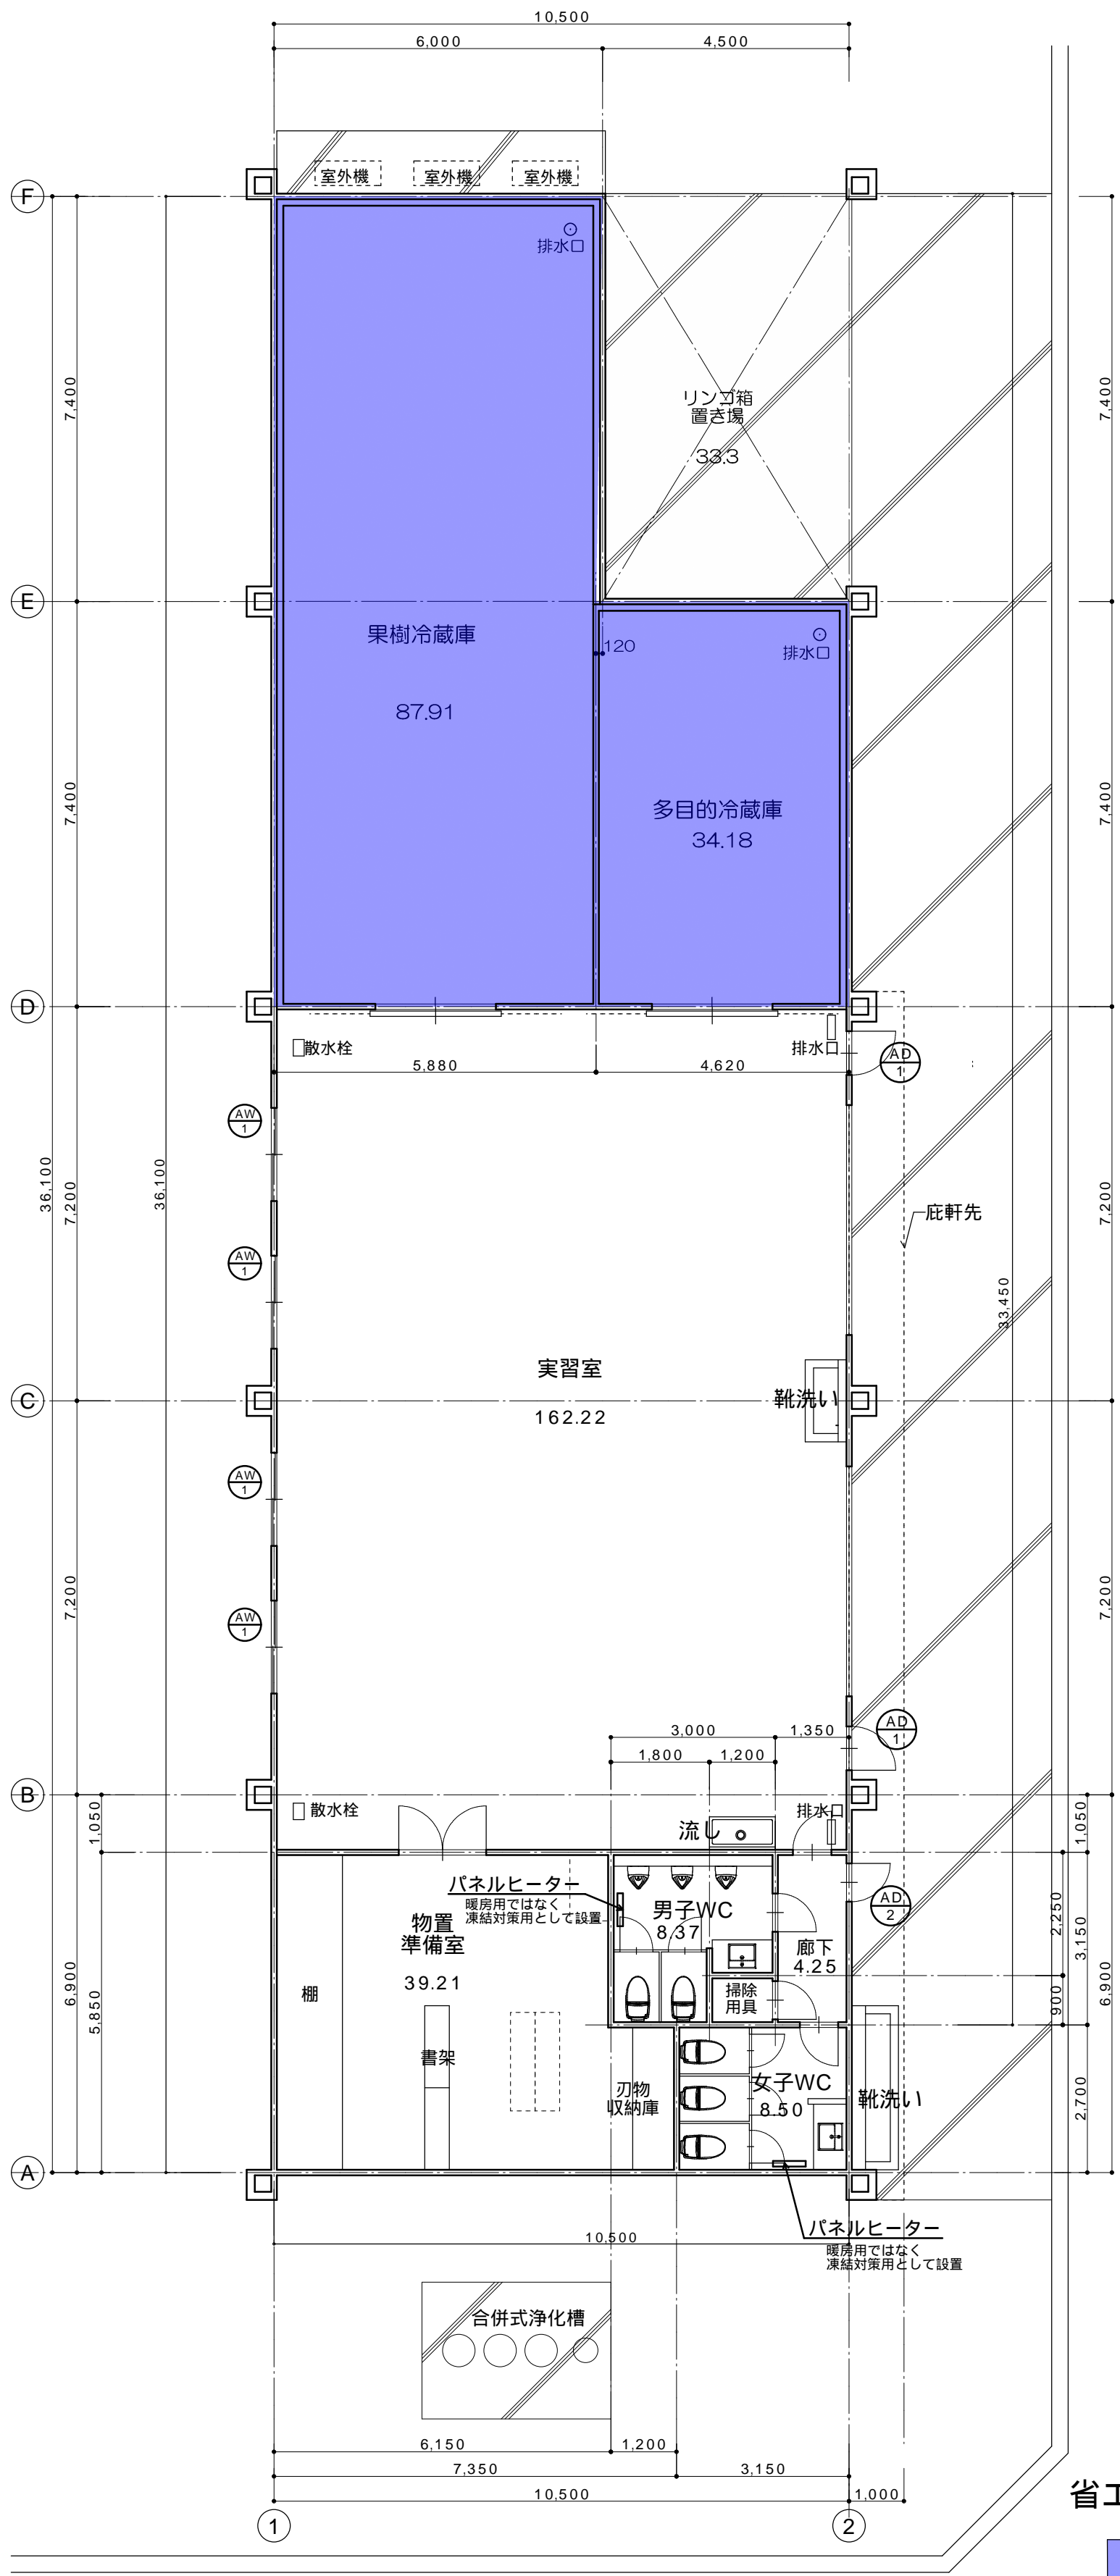 10,500
6,000
4,500
室外機
室外機
室外機
F
排水口
7,400
7,400
リンゴ箱
置き場
33.3
E
果樹冷蔵庫
120
排水口
87.91
多目的冷蔵庫
34.18
7,400
7,400
D
散水栓
排水口
AD
1
5,880
4,620
AW
1
36,100
7,200
36,100
7,200
庇軒先
AW
1
33,450
実習室
靴洗い
162.22
C
AW
1
7,200
7,200
AW
1
3,000
1,350
AD
1
1,800
1,200
B
散水栓
排水口
流し
1,050
1,050
パネルヒーター
暖房用ではなく
凍結対策用として設置
男子WC
8.37
AD
2
物置
準備室
39.21
廊下
4.25
2,250
3,150
6,900
5,850
900
6,900
棚
掃除
用具
書架
刃物
収納庫
女子WC
8.50
靴洗い
2,700
A
パネルヒーター
暖房用ではなく
凍結対策用として設置
10,500
合併式浄化槽
6,150
1,200
7,350
3,150
10,500
1,000
1
2
省エ